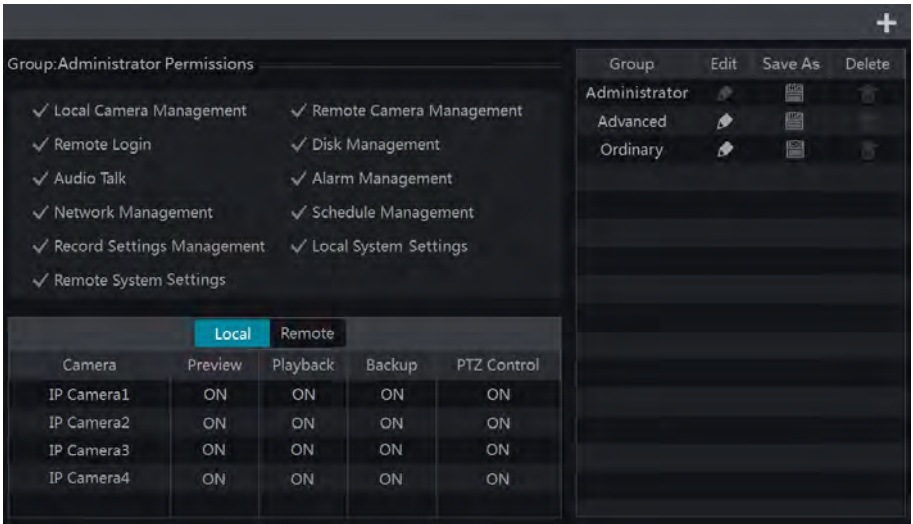 Group:Administrator Permissions
✓ Local Camera Management ✓ Remote Camera Management
✓ Remote Login ✓ Disk Management
✓ Audio Talk ✓ Alarm Management
✓ Network Management ✓ Schedule Management
✓ Record Settings Management ✓ Local System Settings
✓ Remote System Settings
Local Remote
Camera Preview Playback Backup PTZ Control
IP Camera1 ON ON ON ON
IP Camera2 ON ON ON ON
IP Camera3 ON ON ON ON
IP Camera4 ON ON ON ON
Group Edit Save As Delete
Administrator
Advanced
Ordinary